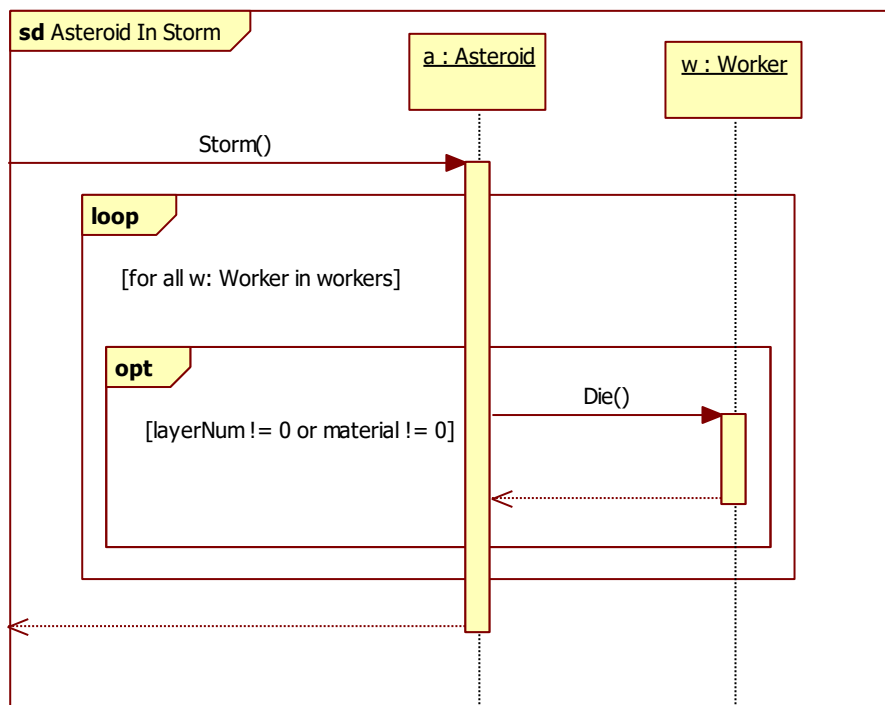 sd Asteroid In Storm
a : Asteroid
w : Worker
Storm()
loop
[for all w: Worker in workers]
opt
Die()
[layerNum != 0 or material != 0]